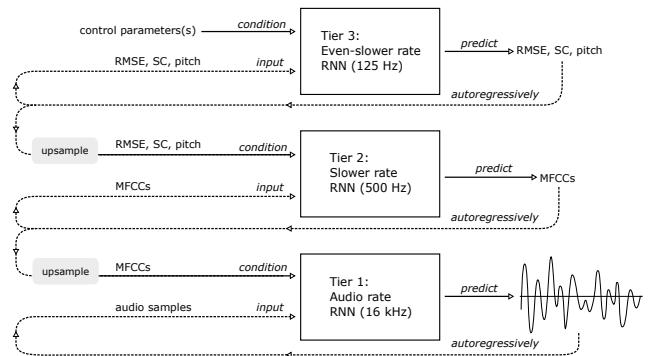 control parameters(s) condition
Tier 3:
Even-slower rate
RNN (125 Hz)
predict
RMSE, SC, pitch
RMSE, SC, pitch input
autoregressively
upsample
RMSE, SC, pitch condition
Tier 2:
Slower rate
RNN (500 Hz)
predict
MFCCs
MFCCs input
autoregressively
upsample
MFCCs condition
Tier 1:
Audio rate
RNN (16 kHz)
predict
audio samples input
autoregressively